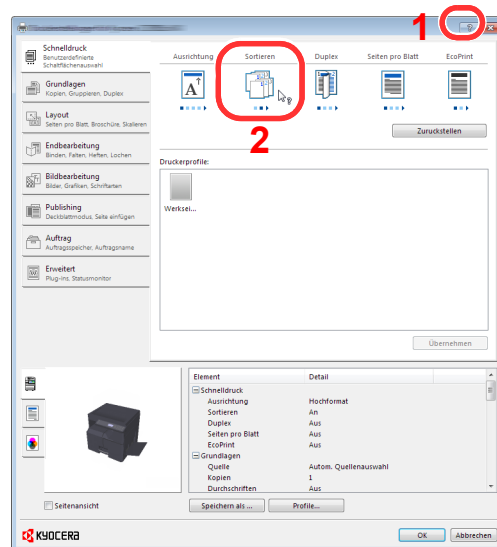 1
?
Schnelldruck
Benutzerdefinierte
Schaltflächenauswahl
Grundlagen
Kopien, Gruppieren, Duplex
Layout
Seiten pro Blatt, Broschüre, Skalieren
Endbearbeitung
Binden, Falten, Heften, Lochen
Bildbearbeitung
Bilder, Grafiken, Schriftarten
Publishing
Deckblattmodus, Seite einfügen
Auftrag
Auftragsspeicher, Auftragsname
Erweitert
Plug-Ins, Statusmonitor
Ausrichtung Sortieren Duplex Seiten pro Blatt EcoPrint
A
?
2
Zuruckstellen
Druckerprofile:
Werksei...
Übernehmen
Element Detail
Schnelldruck
Ausrichtung Hochformat
Sortieren An
Duplex Aus
Seiten pro Blatt Aus
EcoPrint Aus
Grundlagen
Quelle Autom. Quellenauswahl
Kopien 1
Durchschriften Aus
Seitenansicht
Speichern als ... Profile...
KYOCERA
OK Abbrechen